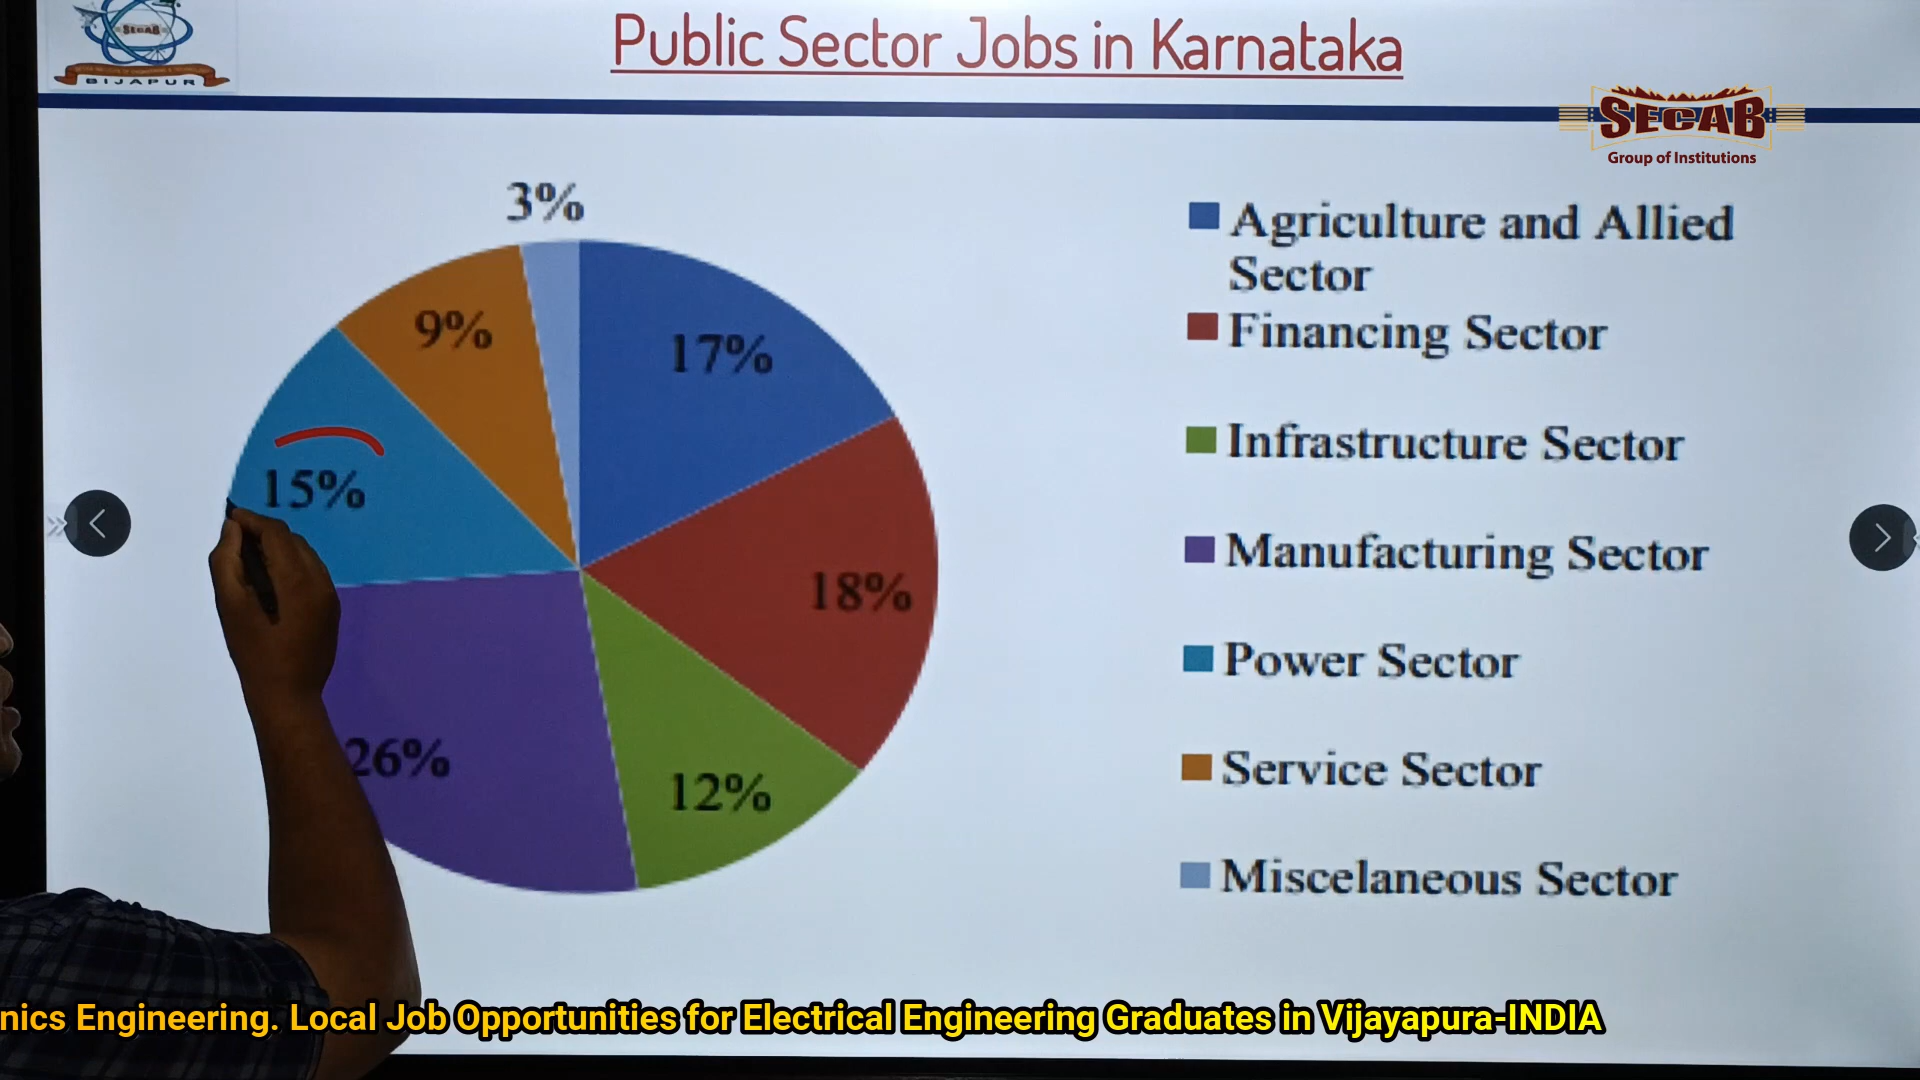 SECAB
BIJAPUR
Public Sector Jobs in Karnataka
SECAB
Group of Institutions
3%
9%
17%
15%
18%
26%
12%
Agriculture and Allied
Sector
Financing Sector
Infrastructure Sector
Manufacturing Sector
Power Sector
Service Sector
Miscelaneous Sector
nics Engineering. Local Job Opportunities for Electrical Engineering Graduates in Vijayapura-INDIA